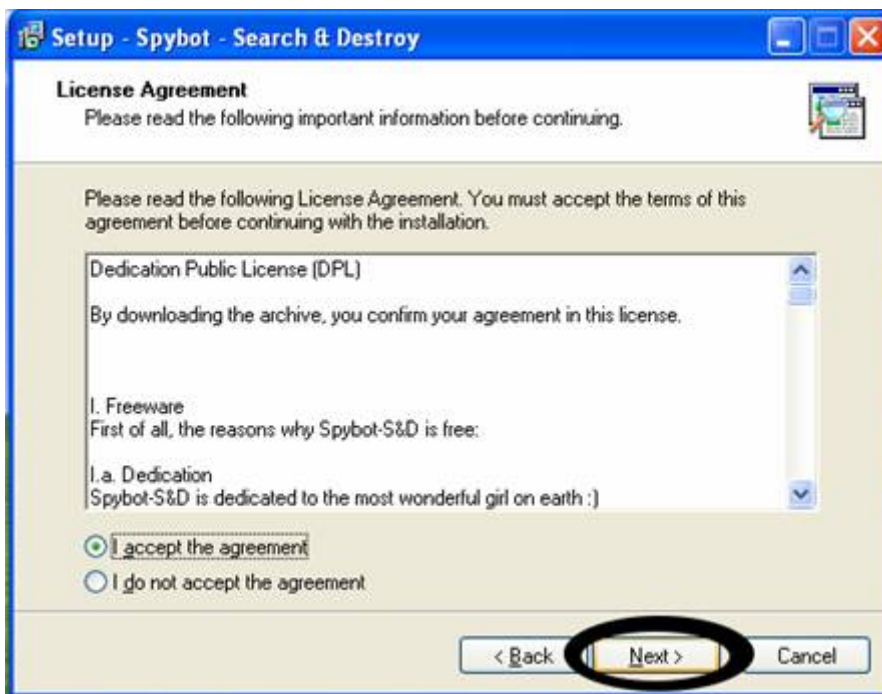 Setup - Spybot - Search & Destroy
License Agreement
Please read the following important information before continuing.
Please read the following License Agreement. You must accept the terms of this
agreement before continuing with the installation.
Dedication Public License (DPL)
By downloading the archive, you confirm your agreement in this license.
I. Freeware
First of all, the reasons why Spybot-S&D is free:
I.a. Dedication
Spybot-S&D is dedicated to the most wonderful girl on earth :)
I accept the agreement
I do not accept the agreement
< Back
Next >
Cancel